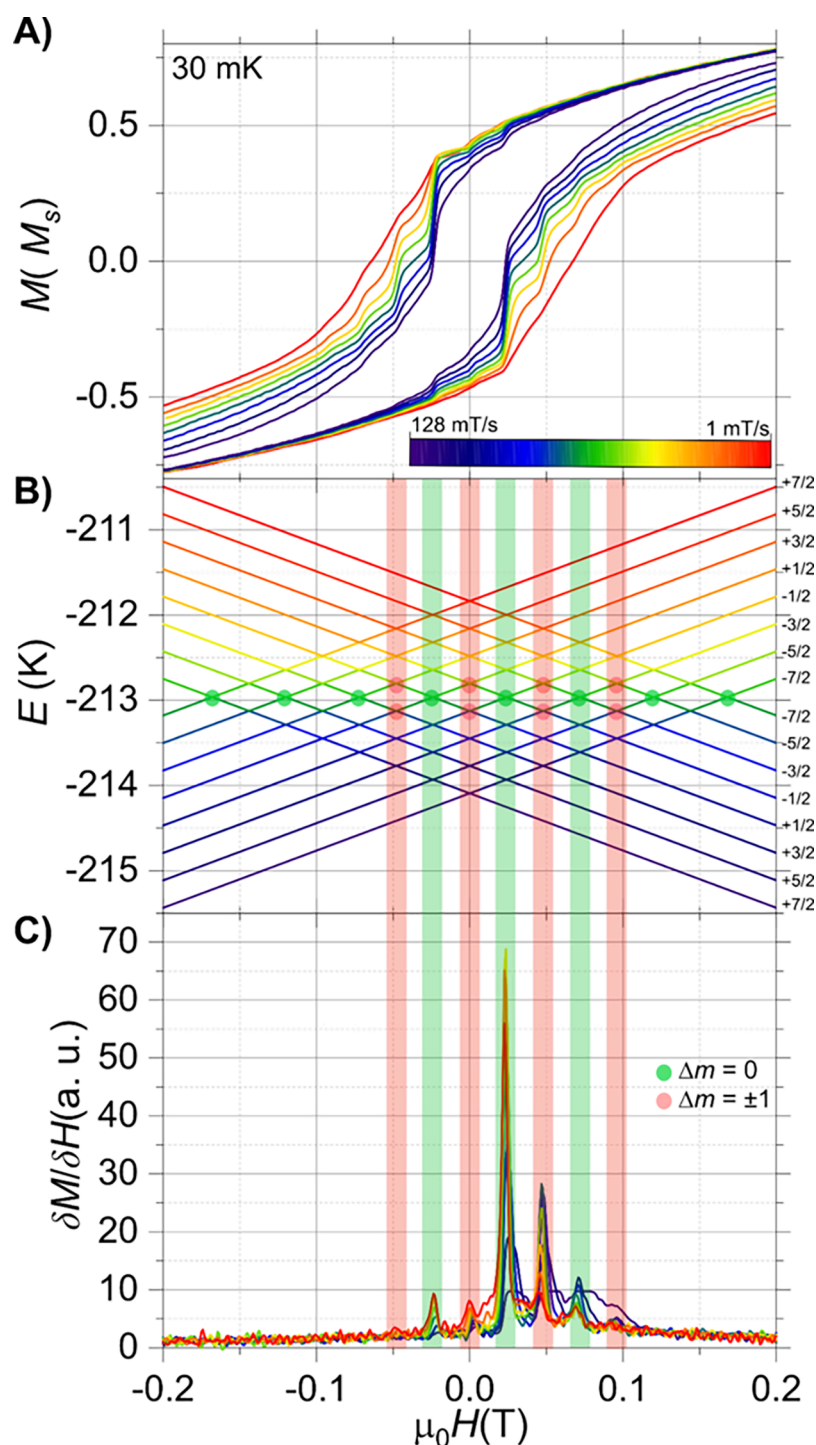 A)
30 mK
0.5
0.0
-0.5
M( Ms)
128 mT/s 1 mT/s
B)
-211
-212
-213
-214
-215
E (K)
+7/2
+5/2
+3/2
+1/2
-1/2
-3/2
-5/2
-7/2
-7/2
-5/2
-3/2
-1/2
+1/2
+3/2
+5/2
+7/2
C)
70
60
50
40
30
20
10
0
δM/δH(a. u.)
Δm = 0
Δm = ±1
-0.2 -0.1 0.0 0.1 0.2
μ₀H(T)